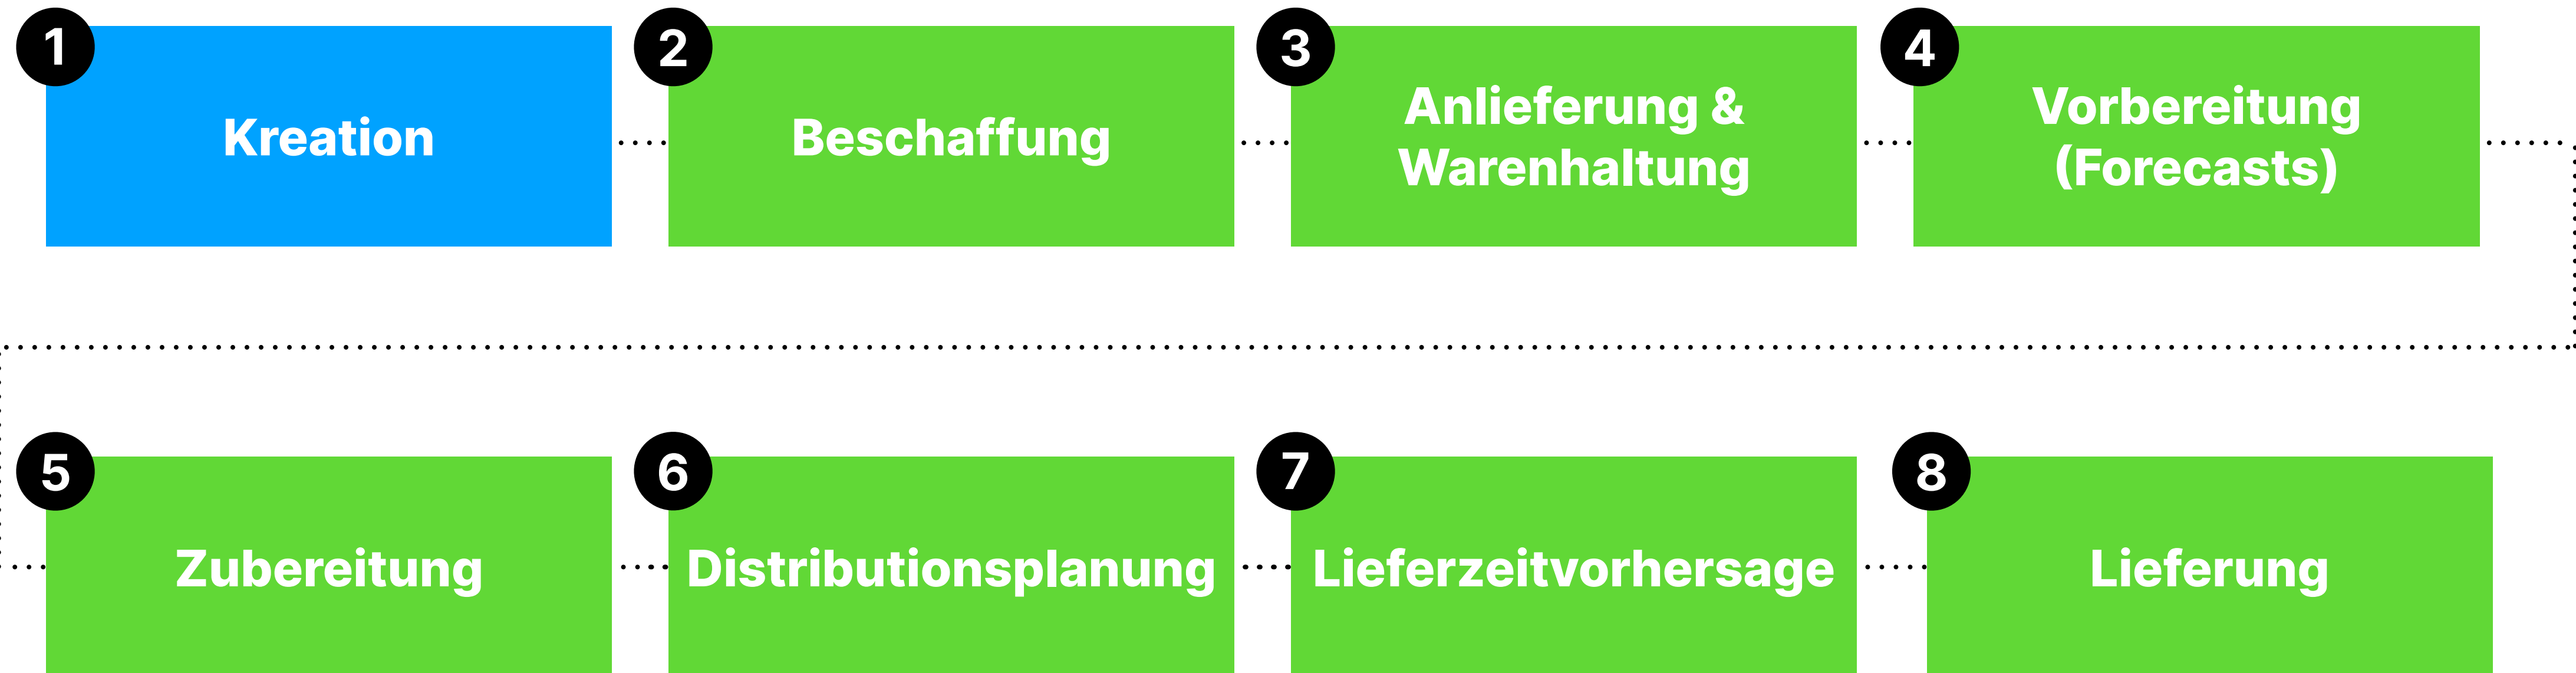 1
Kreation
2
Beschaffung
3
Anlieferung &
Warenhaltung
4
Vorbereitung
(Forecasts)
5
Zubereitung
6
Distributionsplanung
7
Lieferzeitvorhersage
8
Lieferung